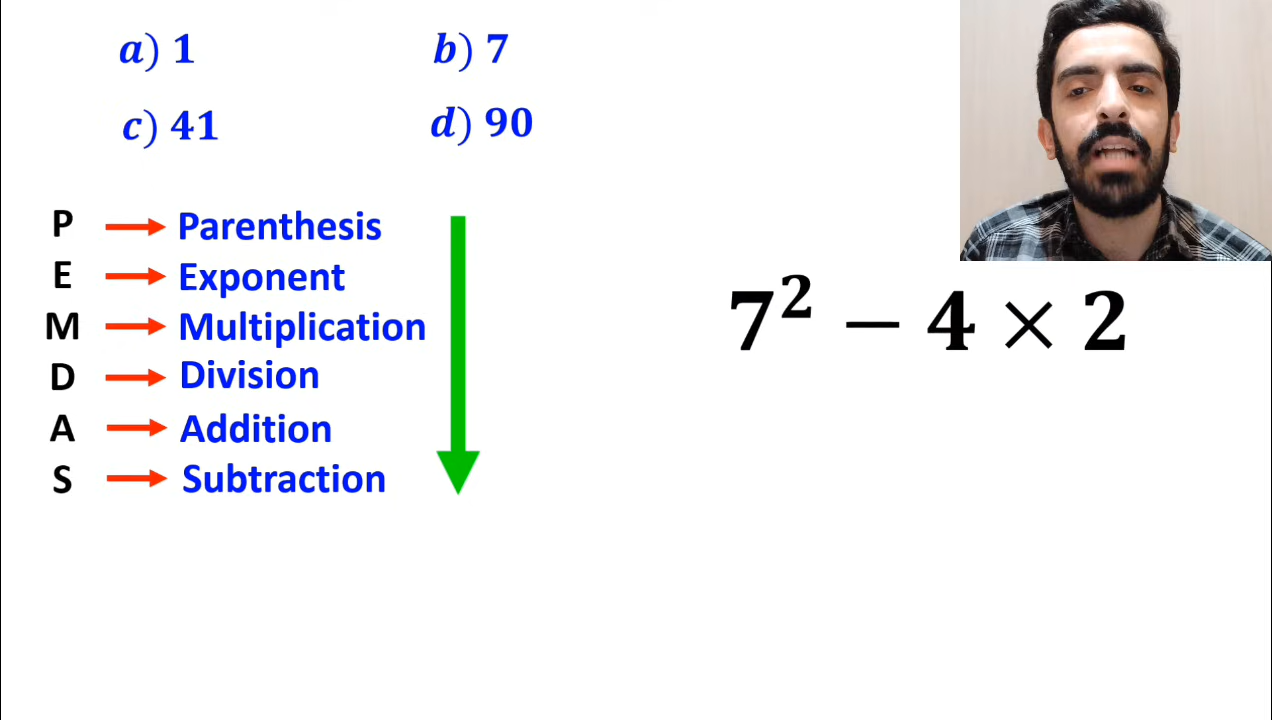 a) 1 b) 7
c) 41 d) 90
P → Parenthesis
E → Exponent
M → Multiplication
D → Division
A → Addition
S → Subtraction
7² − 4 × 2